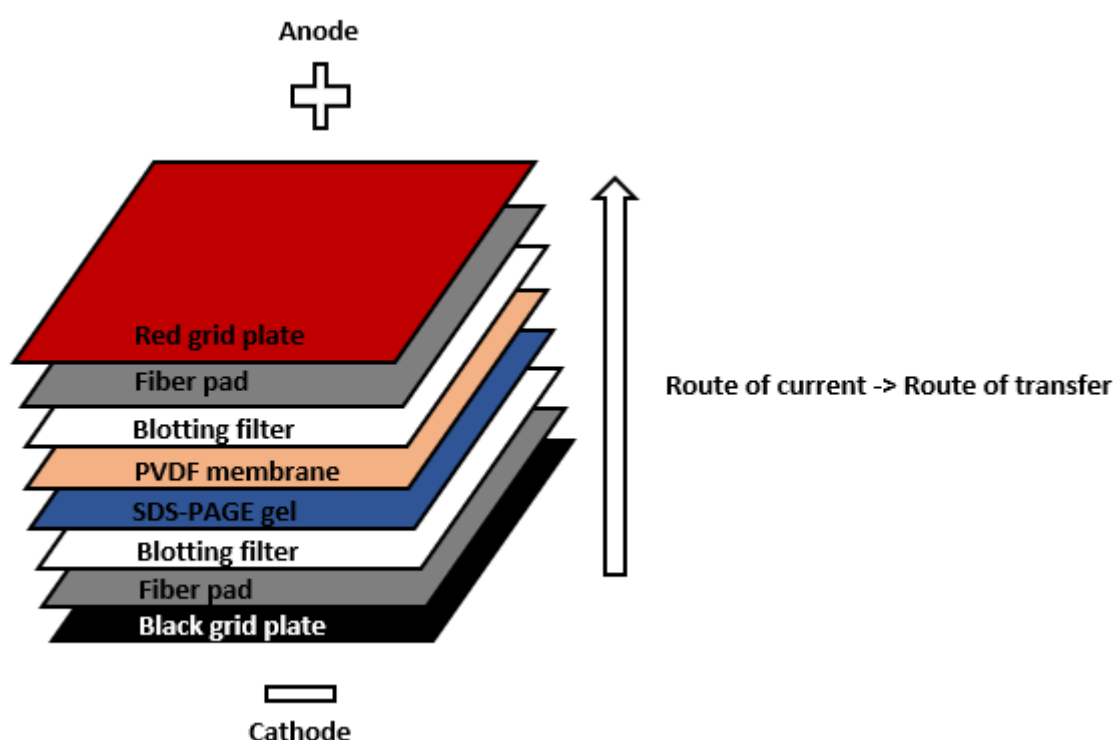 Anode
Red grid plate
Fiber pad
Blotting filter
PVDF membrane
SDS-PAGE gel
Blotting filter
Fiber pad
Black grid plate
Route of current -> Route of transfer
Cathode